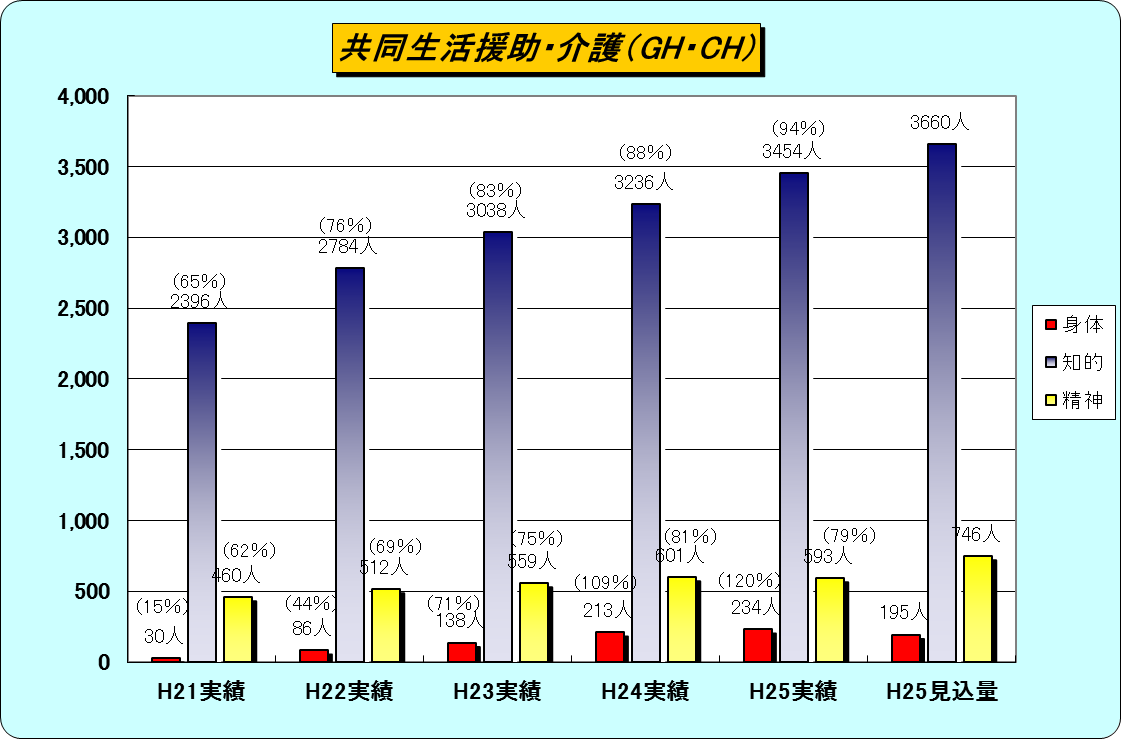 共同生活援助・介護（GH・CH）
4,000
3,500
3,000
2,500
2,000
1,500
1,000
500
0
(15%)
30人
(65%)
2396人
(62%)
460人
(44%)
86人
(76%)
2784人
(69%)
512人
(71%)
138人
(83%)
3038人
(75%)
559人
(109%)
213人
(88%)
3236人
(81%)
601人
(120%)
234人
(94%)
3454人
(79%)
593人
195人
3660人
746人
H21実績
H22実績
H23実績
H24実績
H25実績
H25見込量
身体
知的
精神